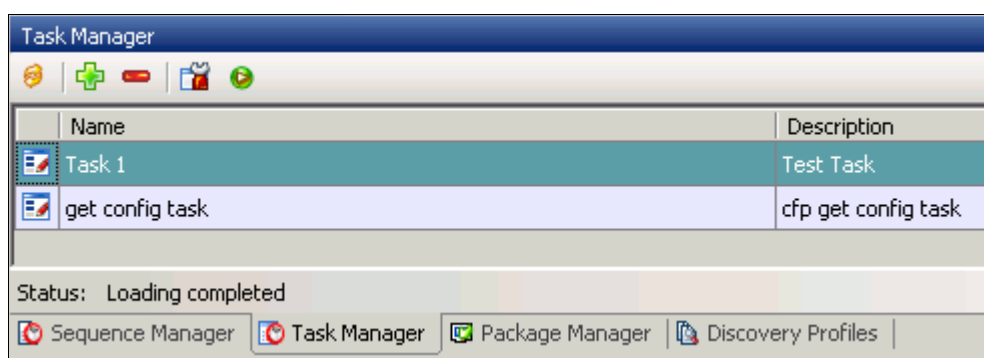 Task Manager
Name Description
Task 1 Test Task
get config task cfp get config task
Status: Loading completed
Sequence Manager Task Manager Package Manager Discovery Profiles